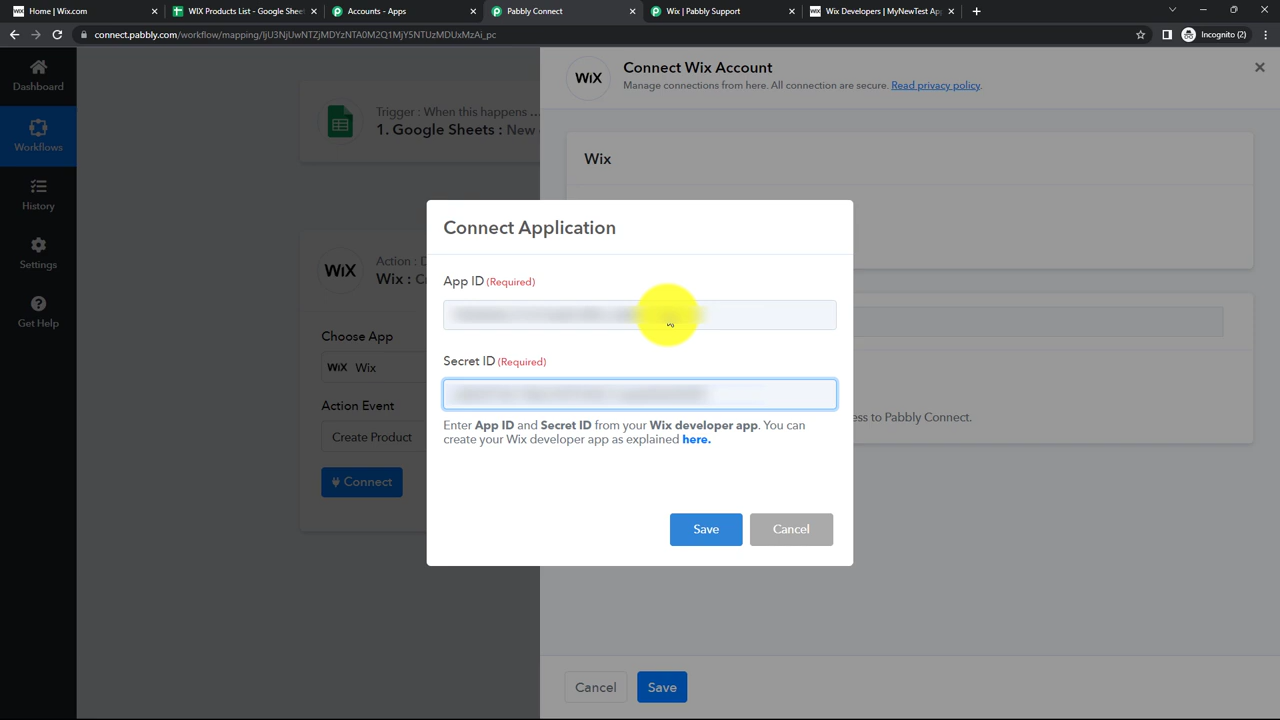 Home | Wix.com
WIX Products List - Google Sheet
Accounts - Apps
Pabbly Connect
Wix | Pabbly Support
Wix Developers | MyNewTest Ap
connect.pabbly.com/workflow/mapping/IjU3NjUwNTZjMDYzNTA0M2Q1MjY5NTUzMDUxMzAi_pc
Incognito (2)
Dashboard
Workflows
History
Settings
Get Help
Trigger : When this happens ...
1. Google Sheets : New
WiX
Action :
Wix :
Choose App
WiX Wix
Action Event
Create Product
Connect
WiX
Connect Wix Account
Manage connections from here. All connection are secure. Read privacy policy.
Wix
ess to Pabbly Connect.
Cancel
Save
Connect Application
App ID (Required)
Secret ID (Required)
Enter App ID and Secret ID from your Wix developer app. You can
create your Wix developer app as explained here.
Save
Cancel